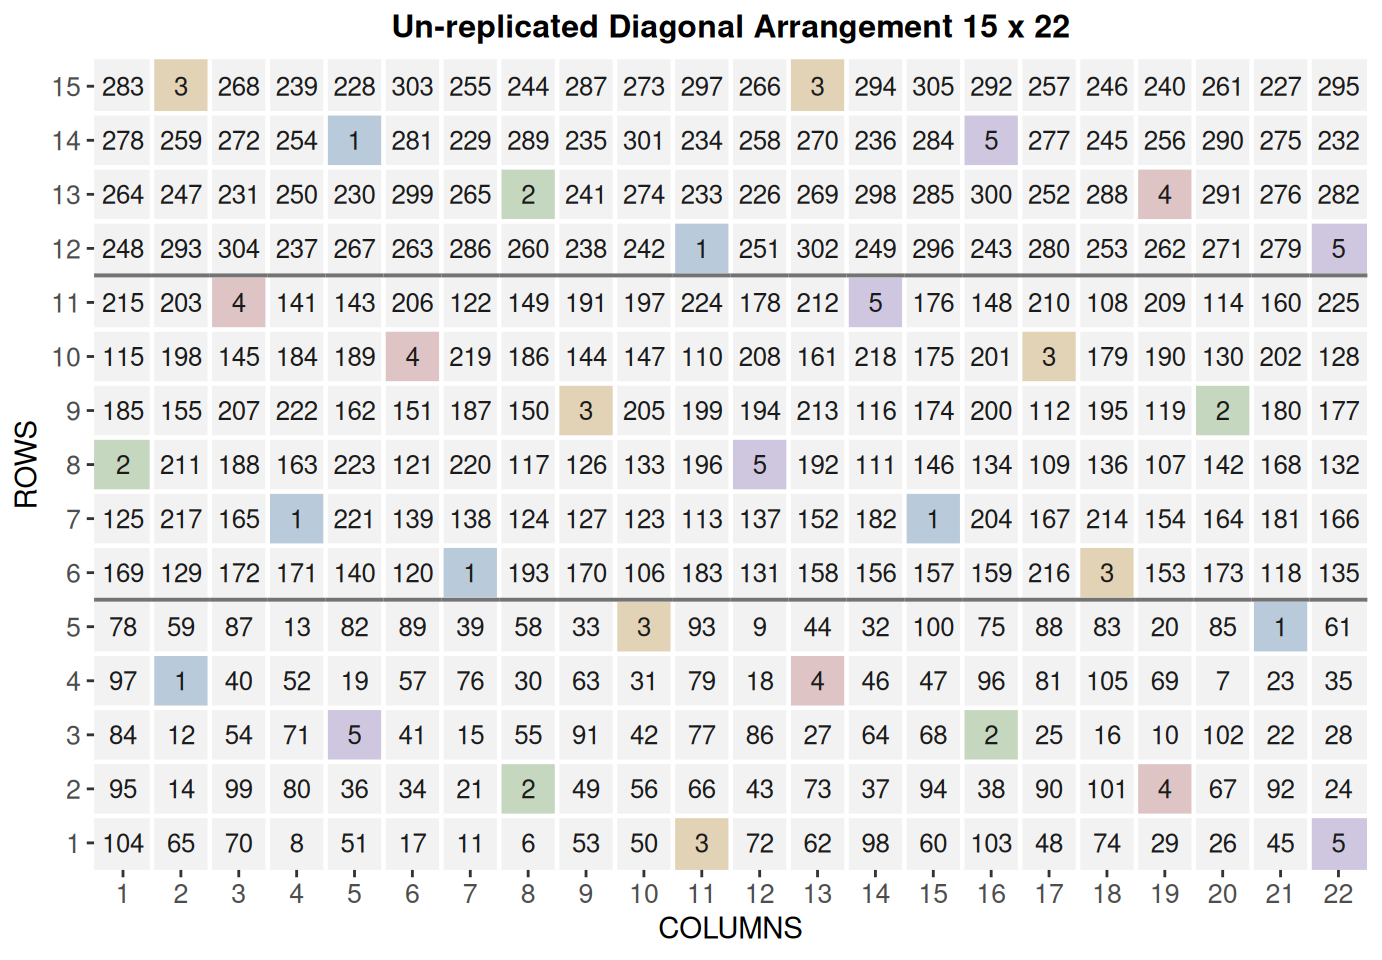 Un-replicated Diagonal Arrangement 15 x 22
15 283 3 268 239 228 303 255 244 287 273 297 266 3 294 305 292 257 246 240 261 227 295
14 278 259 272 254 1 281 229 289 235 301 234 258 270 236 284 5 277 245 256 290 275 232
13 264 247 231 250 230 299 265 2 241 274 233 226 269 298 285 300 252 288 4 291 276 282
12 248 293 304 237 267 263 286 260 238 242 1 251 302 249 296 243 280 253 262 271 279 5
11 215 203 4 141 143 206 122 149 191 197 224 178 212 5 176 148 210 108 209 114 160 225
10 115 198 145 184 189 4 219 186 144 147 110 208 161 218 175 201 3 179 190 130 202 128
9 185 155 207 222 162 151 187 150 3 205 199 194 213 116 174 200 112 195 119 2 180 177
8 2 211 188 163 223 121 220 117 126 133 196 5 192 111 146 134 109 136 107 142 168 132
7 125 217 165 1 221 139 138 124 127 123 113 137 152 182 1 204 167 214 154 164 181 166
6 169 129 172 171 140 120 1 193 170 106 183 131 158 156 157 159 216 3 153 173 118 135
5 78 59 87 13 82 89 39 58 33 3 93 9 44 32 100 75 88 83 20 85 1 61
4 97 1 40 52 19 57 76 30 63 31 79 18 4 46 47 96 81 105 69 7 23 35
3 84 12 54 71 5 41 15 55 91 42 77 86 27 64 68 2 25 16 10 102 22 28
2 95 14 99 80 36 34 21 2 49 56 66 43 73 37 94 38 90 101 4 67 92 24
1 104 65 70 8 51 17 11 6 53 50 3 72 62 98 60 103 48 74 29 26 45 5
1 2 3 4 5 6 7 8 9 10 11 12 13 14 15 16 17 18 19 20 21 22
COLUMNS
ROWS